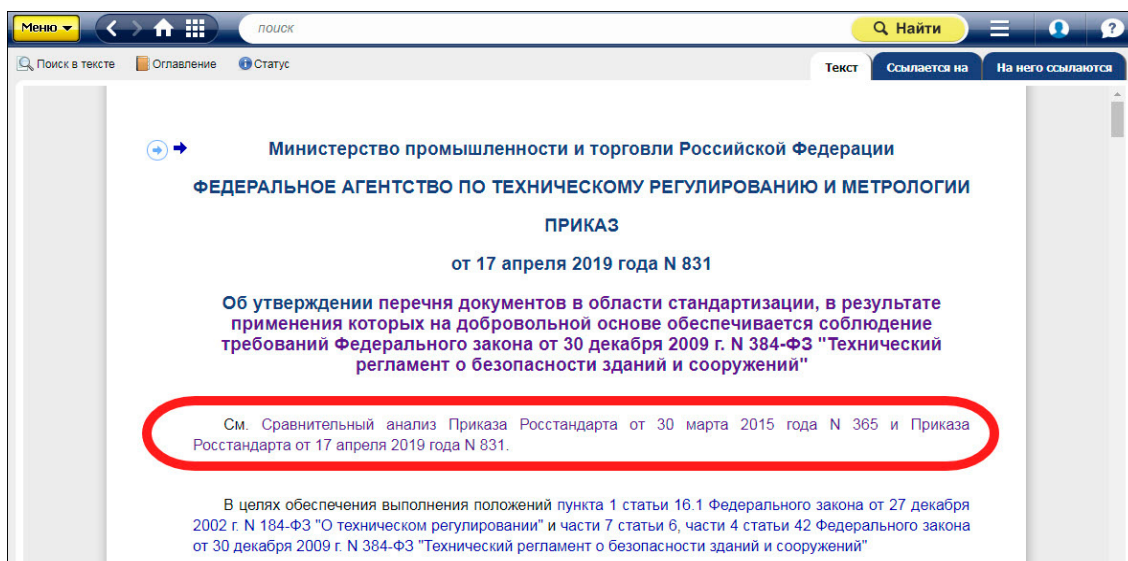 Меню
поиск
Найти
?
Поиск в тексте Оглавление Статус
Текст Ссылается на На него ссылаются
Министерство промышленности и торговли Российской Федерации
ФЕДЕРАЛЬНОЕ АГЕНТСТВО ПО ТЕХНИЧЕСКОМУ РЕГУЛИРОВАНИЮ И МЕТРОЛОГИИ
ПРИКАЗ
от 17 апреля 2019 года N 831
Об утверждении перечня документов в области стандартизации, в результате
применения которых на добровольной основе обеспечивается соблюдение
требований Федерального закона от 30 декабря 2009 г. N 384-ФЗ "Технический
регламент о безопасности зданий и сооружений"
См. Сравнительный анализ Приказа Росстандарта от 30 марта 2015 года N 365 и Приказа
Росстандарта от 17 апреля 2019 года N 831.
В целях обеспечения выполнения положений пункта 1 статьи 16.1 Федерального закона от 27 декабря
2002 г. N 184-ФЗ "О техническом регулировании" и части 7 статьи 6, части 4 статьи 42 Федерального закона
от 30 декабря 2009 г. N 384-ФЗ "Технический регламент о безопасности зданий и сооружений"